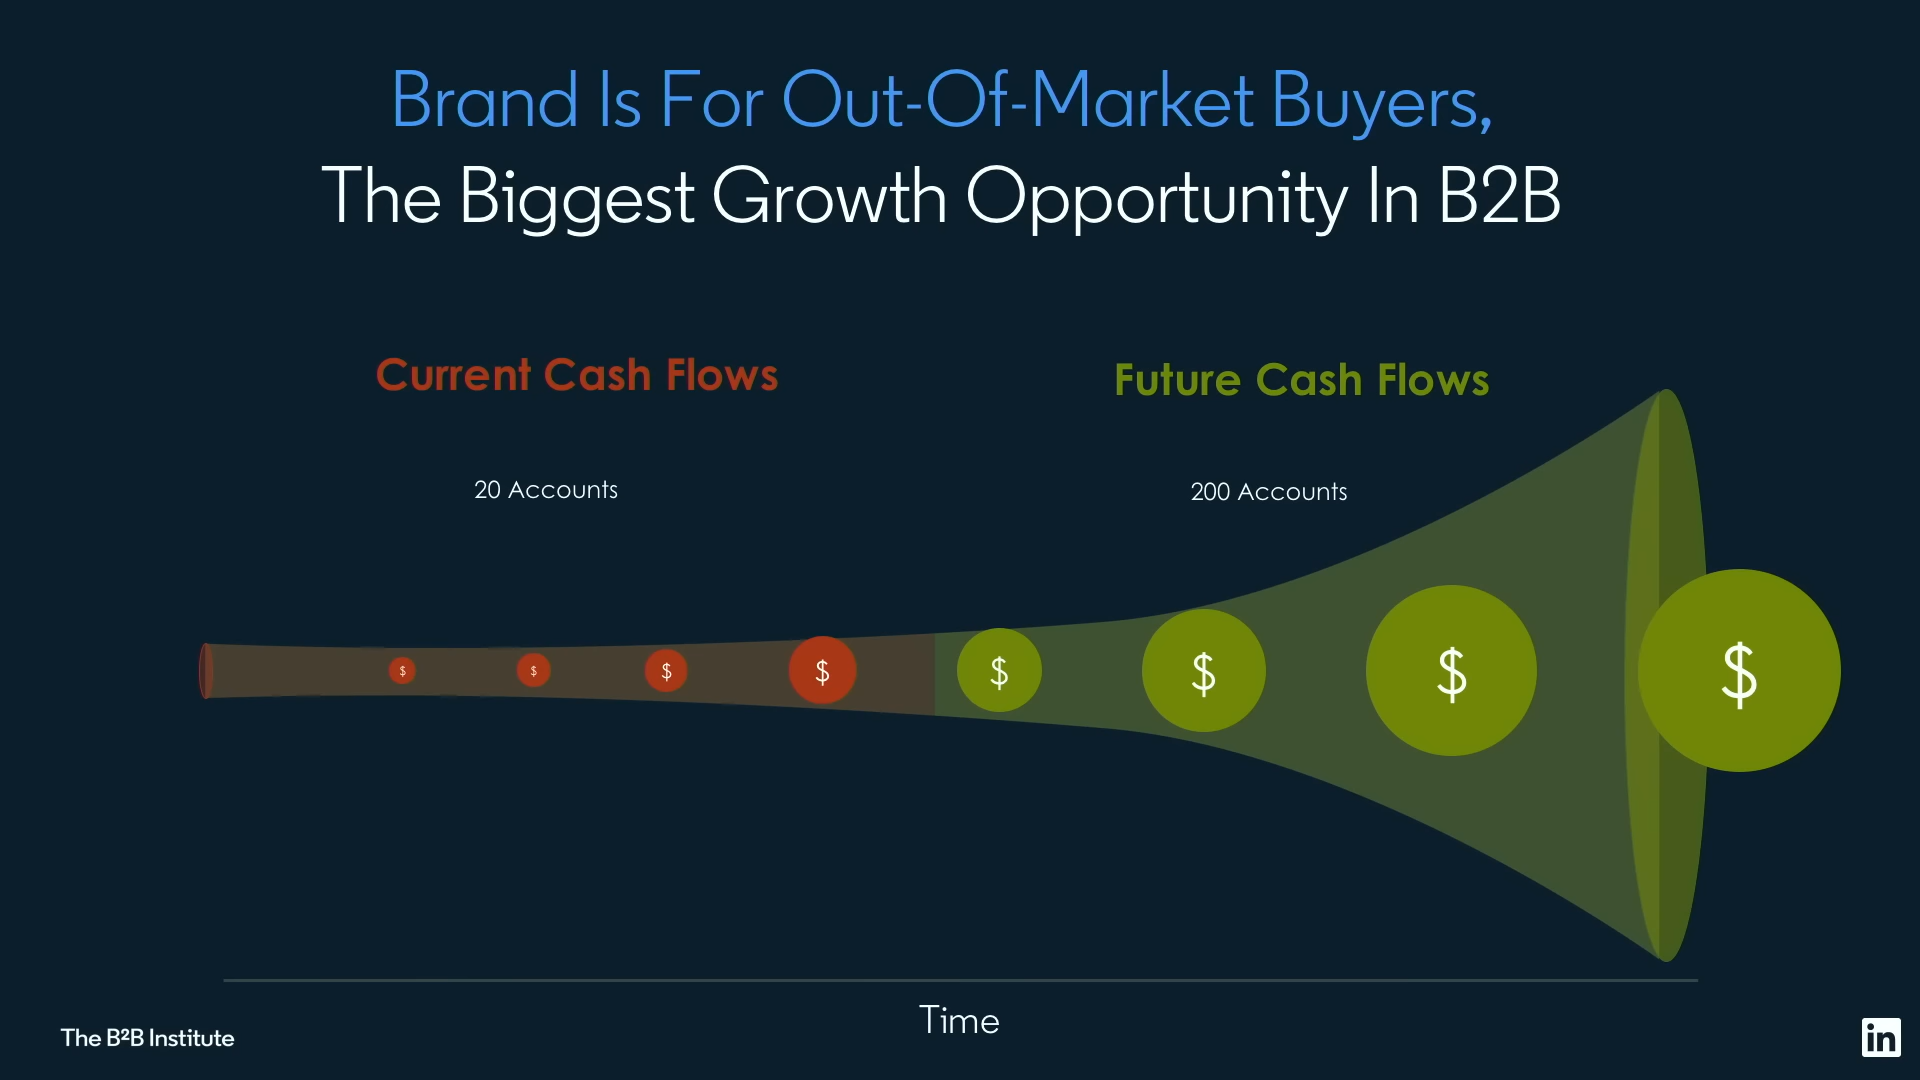 Brand Is For Out-Of-Market Buyers,
The Biggest Growth Opportunity In B2B
Current Cash Flows
Future Cash Flows
20 Accounts
200 Accounts
$ $ $ $ $ $ $ $
Time
The B²B Institute
in